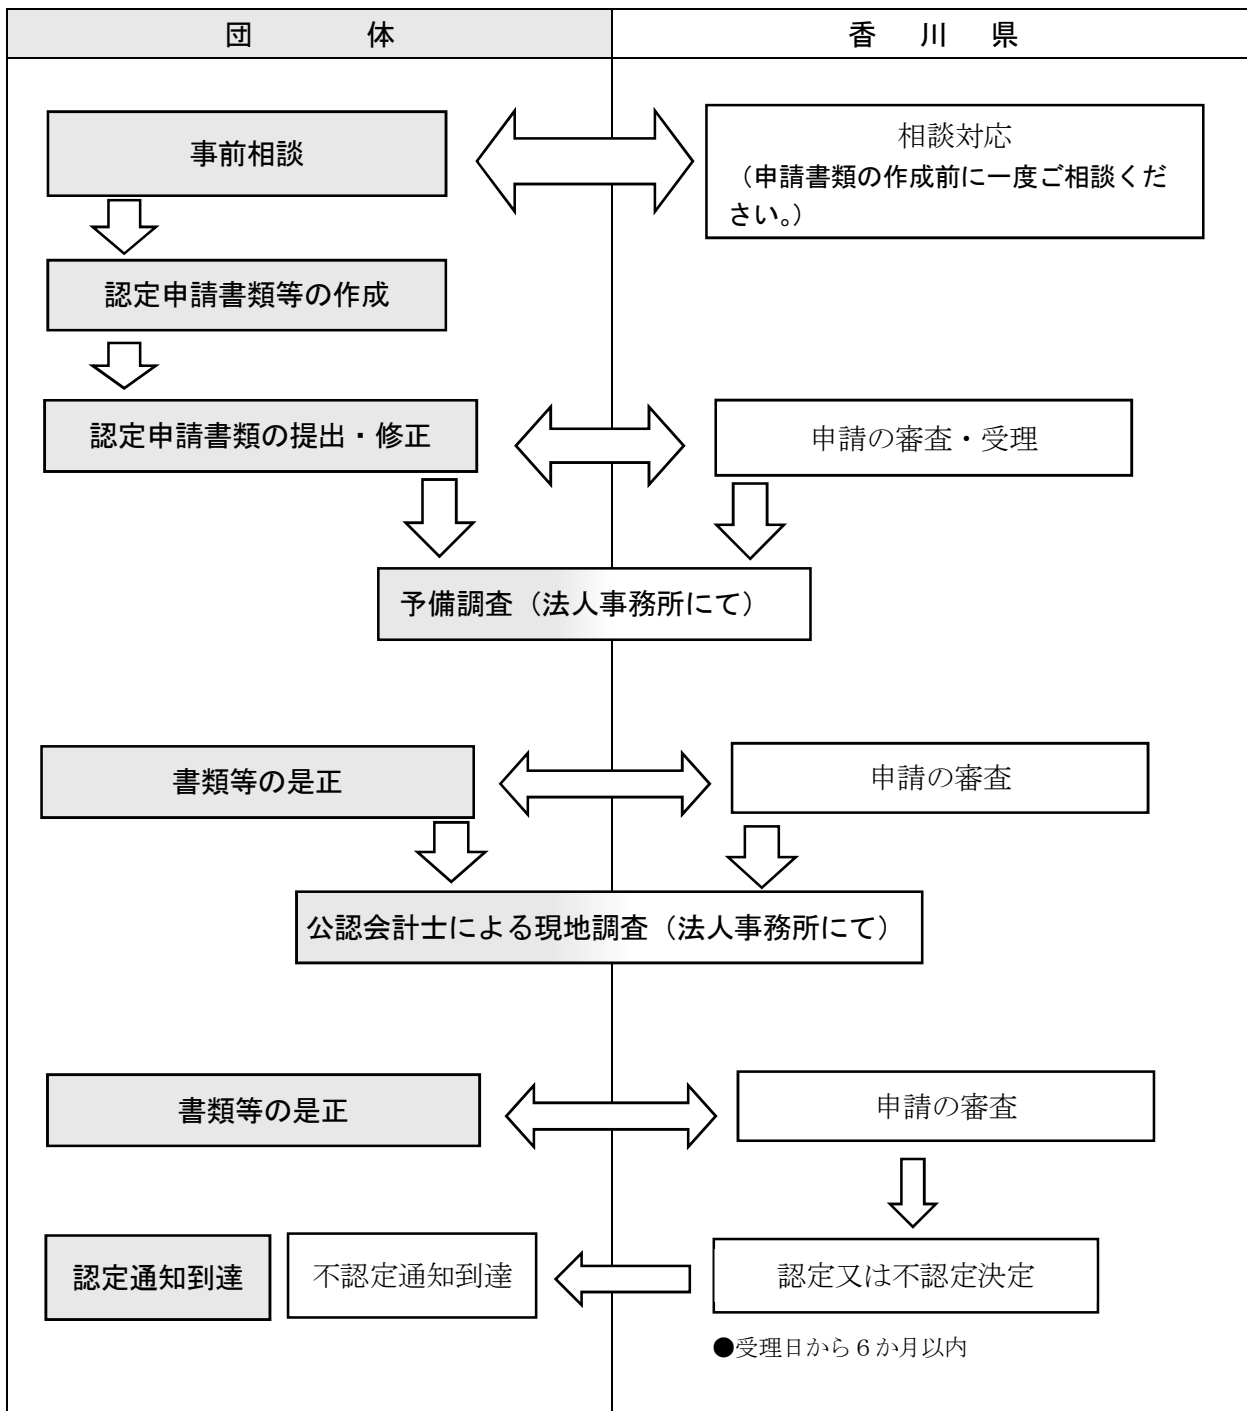 団　体
香　川　県
事前相談
相談対応
（申請書類の作成前に一度ご相談くだ
さい。）
認定申請書類等の作成
認定申請書類の提出・修正
申請の審査・受理
予備調査（法人事務所にて）
書類等の是正
申請の審査
公認会計士による現地調査（法人事務所にて）
書類等の是正
申請の審査
認定通知到達
不認定通知到達
認定又は不認定決定
●受理日から６か月以内